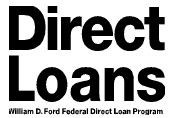 Direct
Loans
William D. Ford Federal Direct Loan Program